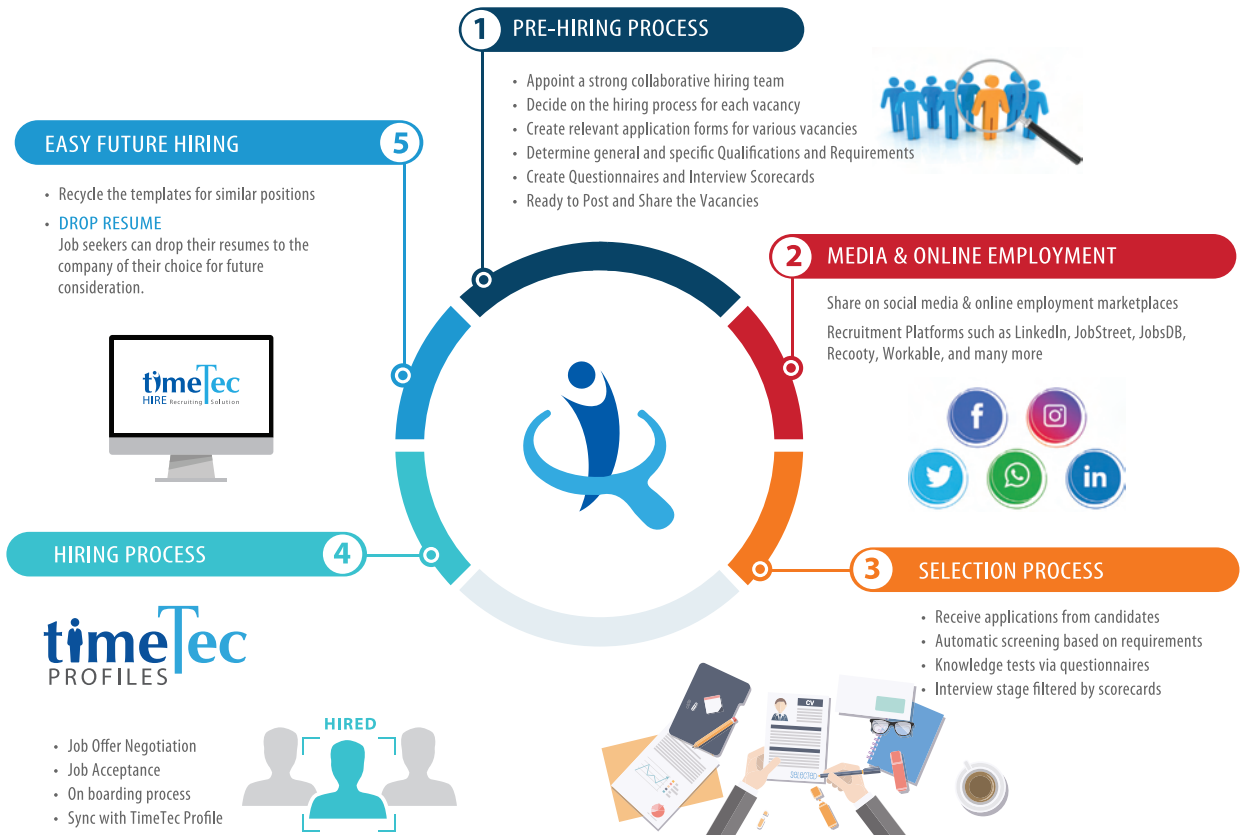 1 PRE-HIRING PROCESS
• Appoint a strong collaborative hiring team
• Decide on the hiring process for each vacancy
• Create relevant application forms for various vacancies
• Determine general and specific Qualifications and Requirements
• Create Questionnaires and Interview Scorecards
• Ready to Post and Share the Vacancies
2 MEDIA & ONLINE EMPLOYMENT
Share on social media & online employment marketplaces
Recruitment Platforms such as LinkedIn, JobStreet, JobsDB,
Recooty, Workable, and many more
f
in
3 SELECTION PROCESS
• Receive applications from candidates
• Automatic screening based on requirements
• Knowledge tests via questionnaires
• Interview stage filtered by scorecards
CV
SELECTED
HIRING PROCESS 4
timeTec
PROFILES
HIRED
• Job Offer Negotiation
• Job Acceptance
• On boarding process
• Sync with TimeTec Profile
EASY FUTURE HIRING 5
• Recycle the templates for similar positions
• DROP RESUME
Job seekers can drop their resumes to the
company of their choice for future
consideration.
timeTec
HIRE Recruiting Solution